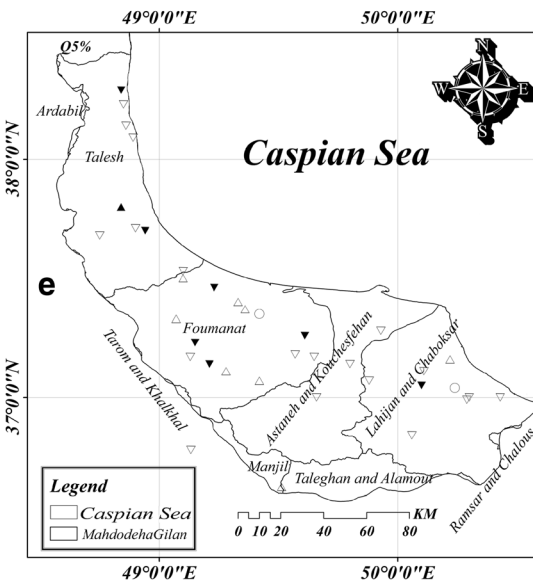 49°0'0"E 50°0'0"E
Q5%
N
W E
S
Ardabil
Talesh
38°0'0"N
Caspian Sea
e
Foumanat
Tarom and Khalkhal
Astaneh and Konchesfehan
Lahijan and Chaboksar
37°0'0"N
Manjil
Taleghan and Alamout
Ramsar and Chalous
Legend
Caspian Sea
MahdodehaGilan
KM
0 10 20 40 60 80
49°0'0"E 50°0'0"E